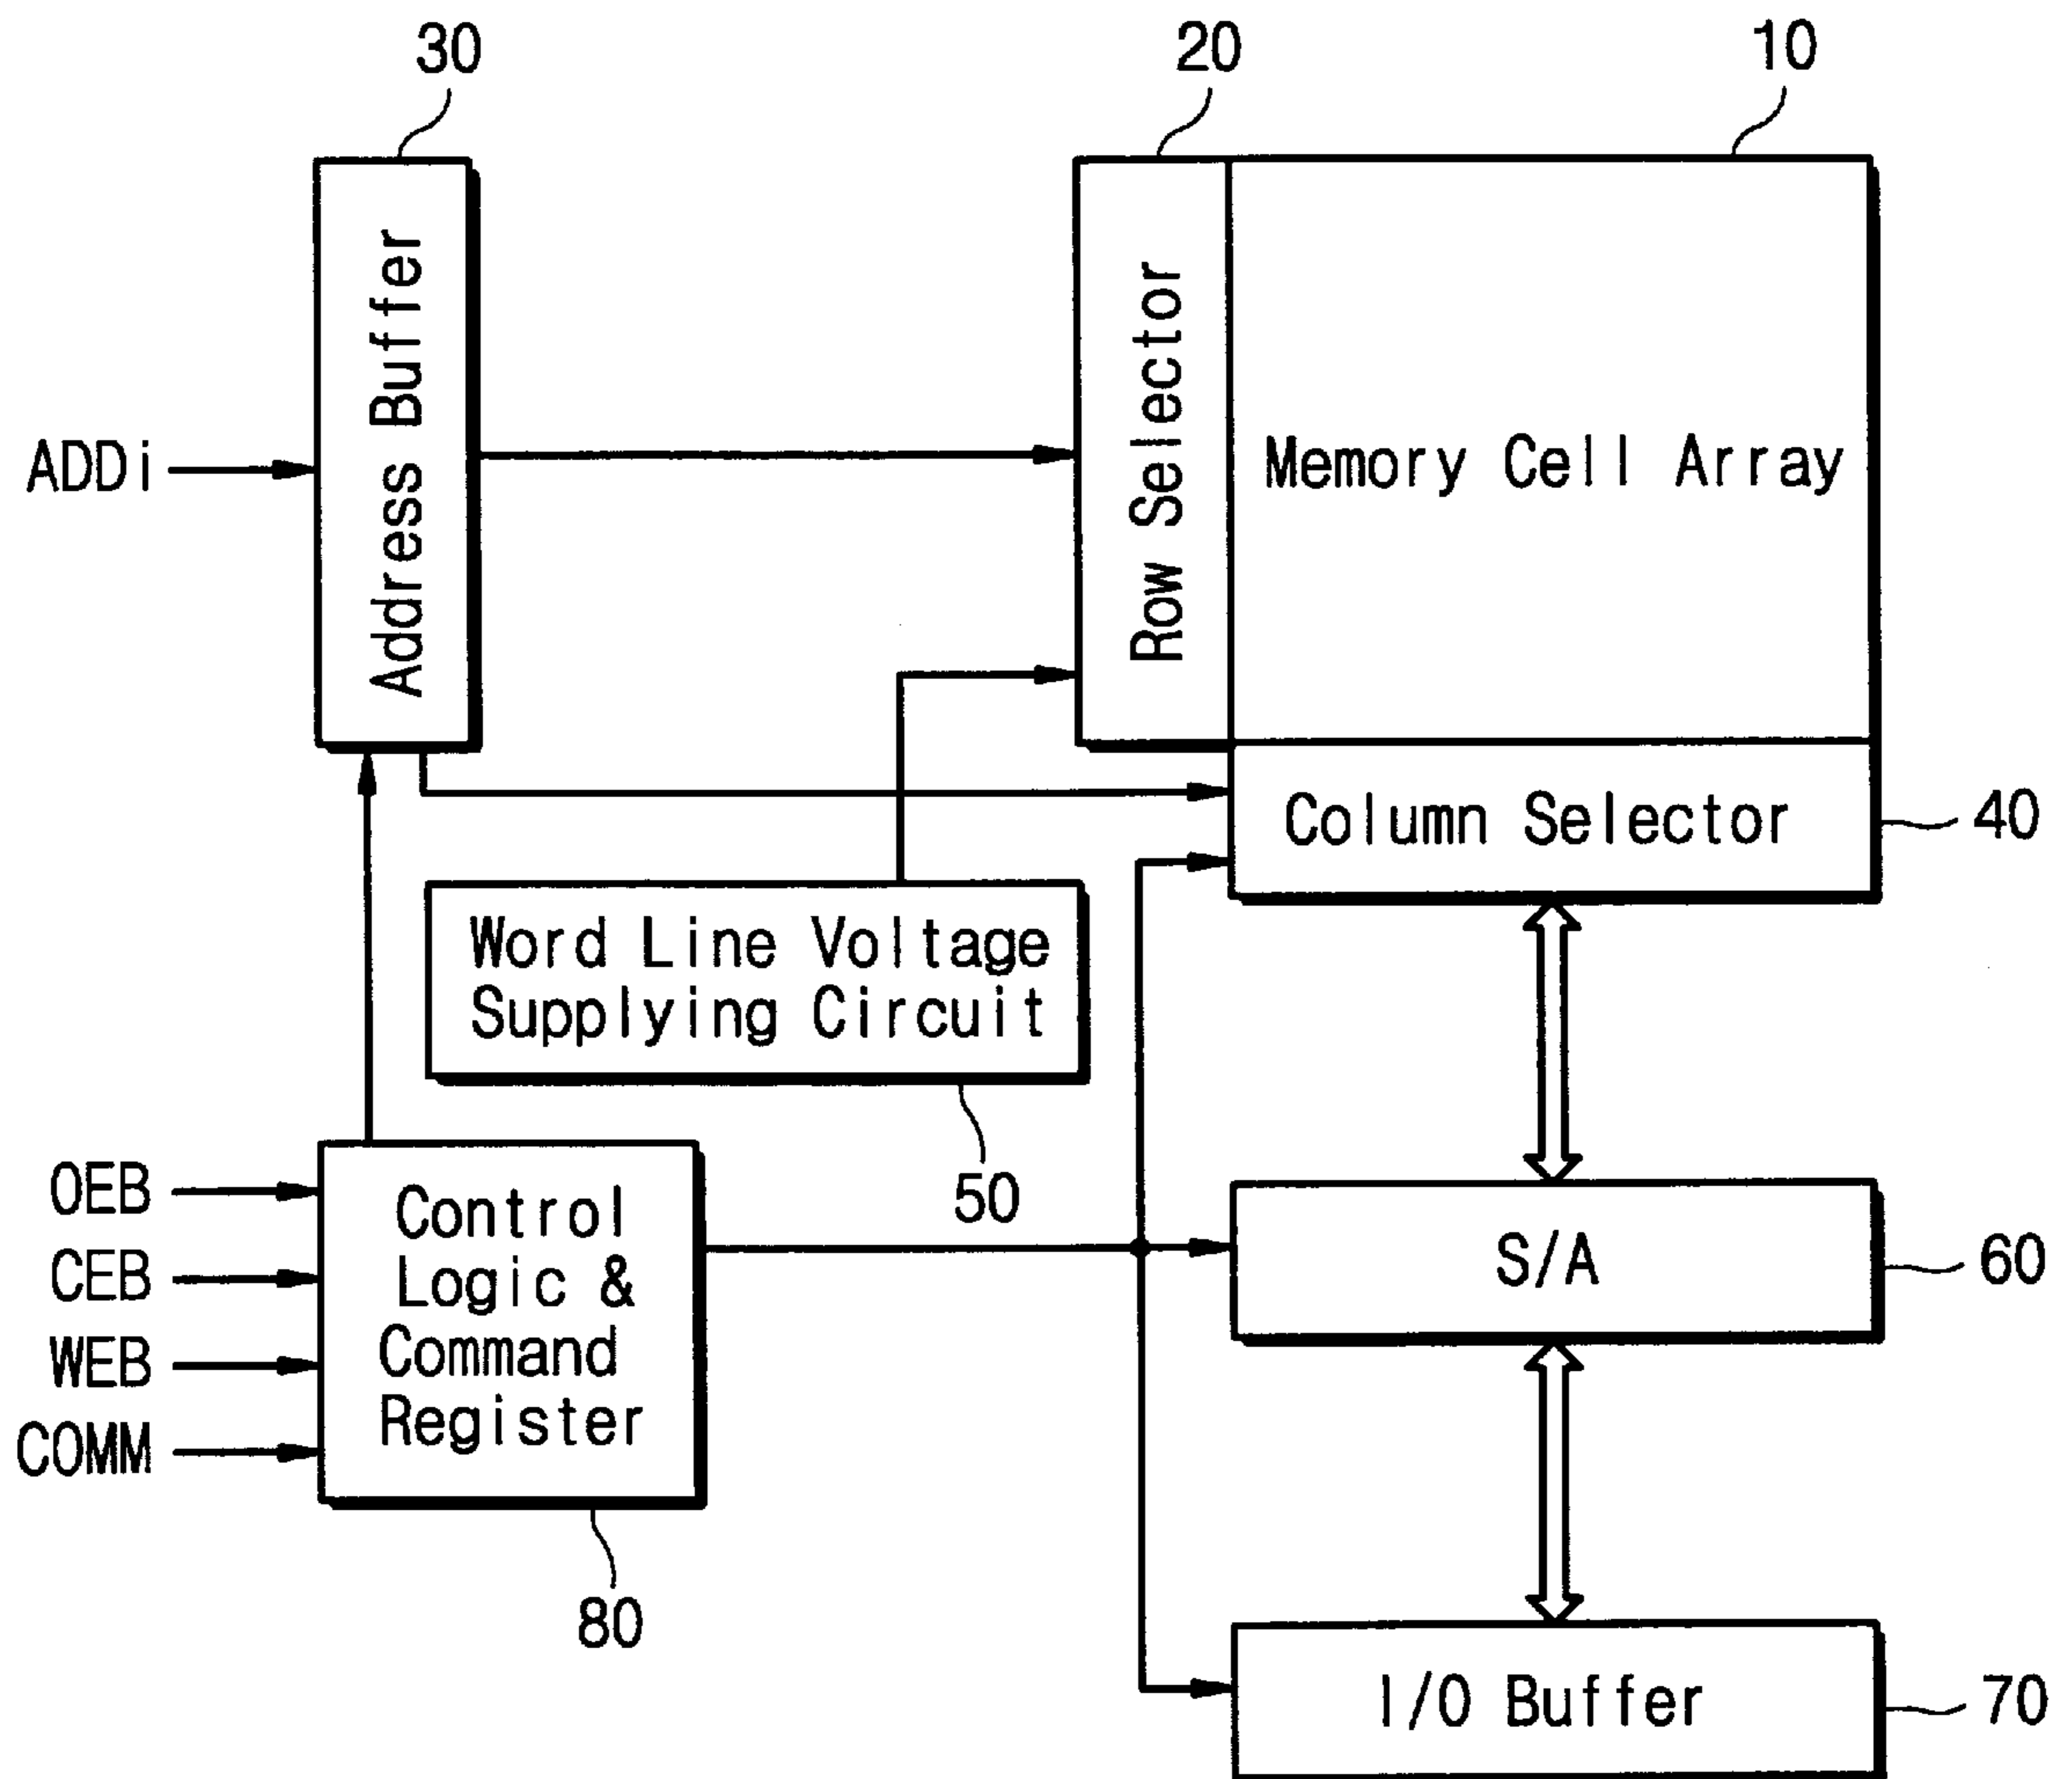 30
20
10
Address Buffer
Row Selector
Memory Cell Array
ADDi
Column Selector
40
Word Line Voltage
Supplying Circuit
50
OEB
CEB
WEB
COMM
Control
Logic &
Command
Register
80
S/A
60
I/O Buffer
70